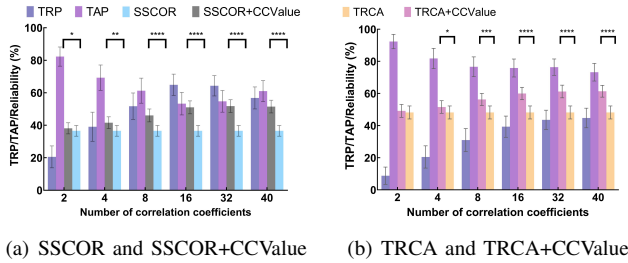 TRP TAP SSCOR SSCOR+CCValue
TRCA TRCA+CCValue
TRP/TAP/Reliability (%)
100
80
60
40
20
0
* ** **** **** **** ****
2 4 8 16 32 40
Number of correlation coefficients
(a) SSCOR and SSCOR+CCValue
TRP/TAP/Reliability (%)
100
80
60
40
20
0
* *** **** **** ****
2 4 8 16 32 40
Number of correlation coefficients
(b) TRCA and TRCA+CCValue